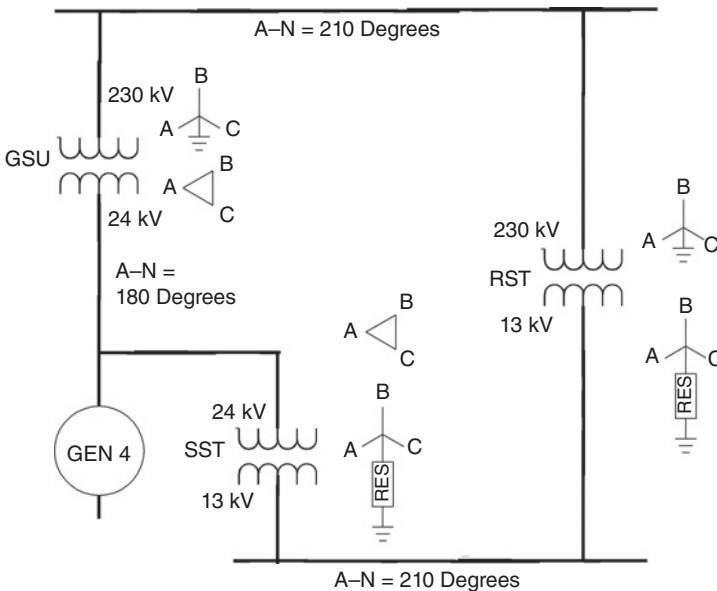 A–N = 210 Degrees
230 kV
B
A C
GSU
B
A
C
24 kV
A–N =
180 Degrees
B
230 kV
A C
RST
B
13 kV
A C
RES
B
A
C
24 kV
B
SST
A C
RES
13 kV
GEN 4
A–N = 210 Degrees